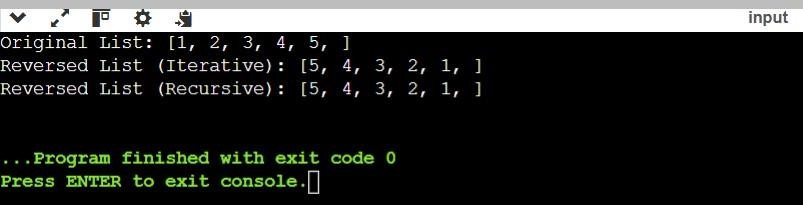 input
Original List: [1, 2, 3, 4, 5, ]
Reversed List (Iterative): [5, 4, 3, 2, 1, ]
Reversed List (Recursive): [5, 4, 3, 2, 1, ]
...Program finished with exit code 0
Press ENTER to exit console.